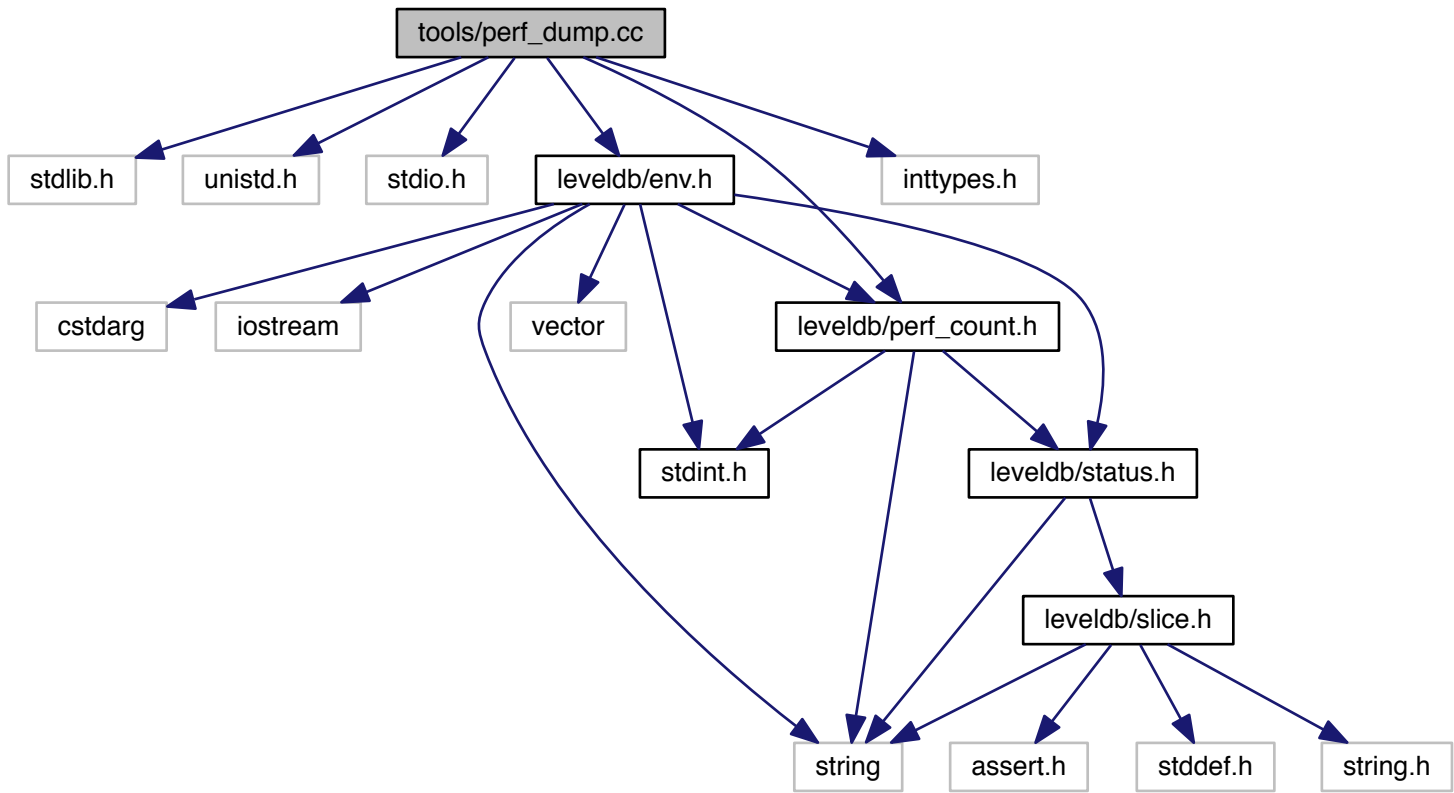 tools/perf_dump.cc
stdlib.h
unistd.h
stdio.h
leveldb/env.h
inttypes.h
cstdarg
iostream
vector
leveldb/perf_count.h
stdint.h
leveldb/status.h
leveldb/slice.h
string
assert.h
stddef.h
string.h